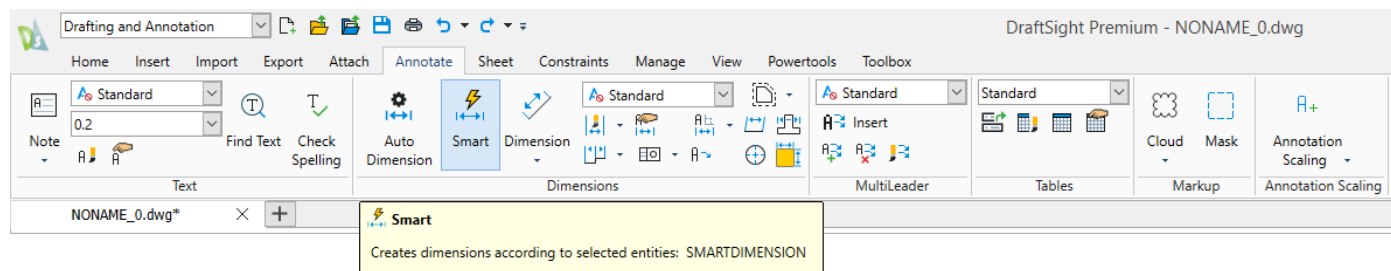 Drafting and Annotation
DraftSight Premium - NONAME_0.dwg
Home Insert Import Export Attach Annotate Sheet Constraints Manage View Powertools Toolbox
Standard
0.2
Note
Find Text
Check Spelling
Text
Auto Dimension
Smart
Dimension
Standard
Dimensions
Standard
Insert
MultiLeader
Standard
Tables
Cloud
Mask
Markup
Annotation Scaling
Annotation Scaling
NONAME_0.dwg*
Smart
Creates dimensions according to selected entities: SMARTDIMENSION